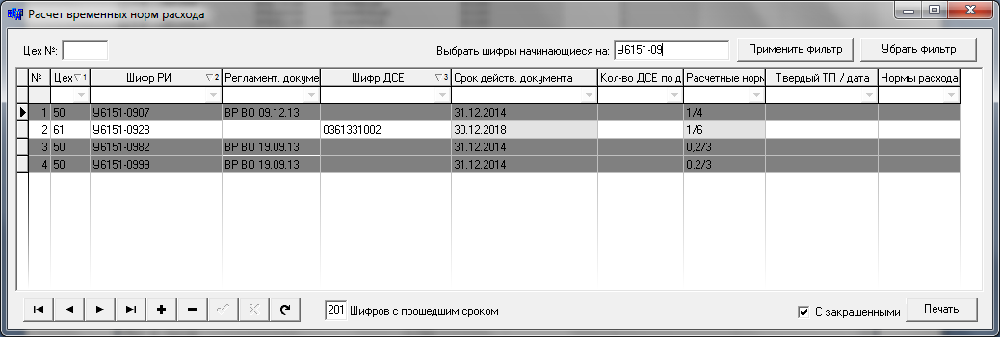 Расчет временных норм расхода
Цех №: Выбрать шифры начинающиеся на: У6151-09 Применить фильтр Убрать фильтр
№ Цех 1 Шифр РИ 2 Регламент. докуме Шифр ДСЕ 3 Срок действ. документа Кол-во ДСЕ по д Расчетные норм Твердый ТП / дата Нормы расхода
1 50 У6151-0907 ВР ВО 09.12.13 31.12.2014 1/4
2 61 У6151-0928 0361331002 30.12.2018 1/6
3 50 У6151-0982 ВР ВО 19.09.13 31.12.2014 0,2/3
4 50 У6151-0999 ВР ВО 19.09.13 31.12.2014 0,2/3
201 Шифров с прошедшим сроком С закрашенными Печать